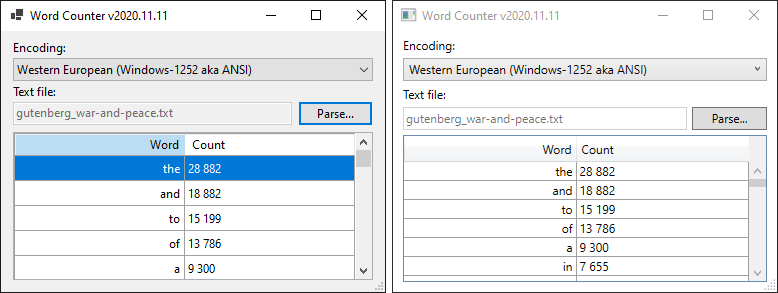 Word Counter v2020.11.11
Encoding:
Western European (Windows-1252 aka ANSI)
Text file:
gutenberg_war-and-peace.txt Parse...
Word Count
the 28 882
and 18 882
to 15 199
of 13 786
a 9 300
Word Counter v2020.11.11
Encoding:
Western European (Windows-1252 aka ANSI)
Text file:
gutenberg_war-and-peace.txt Parse...
Word Count
the 28 882
and 18 882
to 15 199
of 13 786
a 9 300
in 7 655